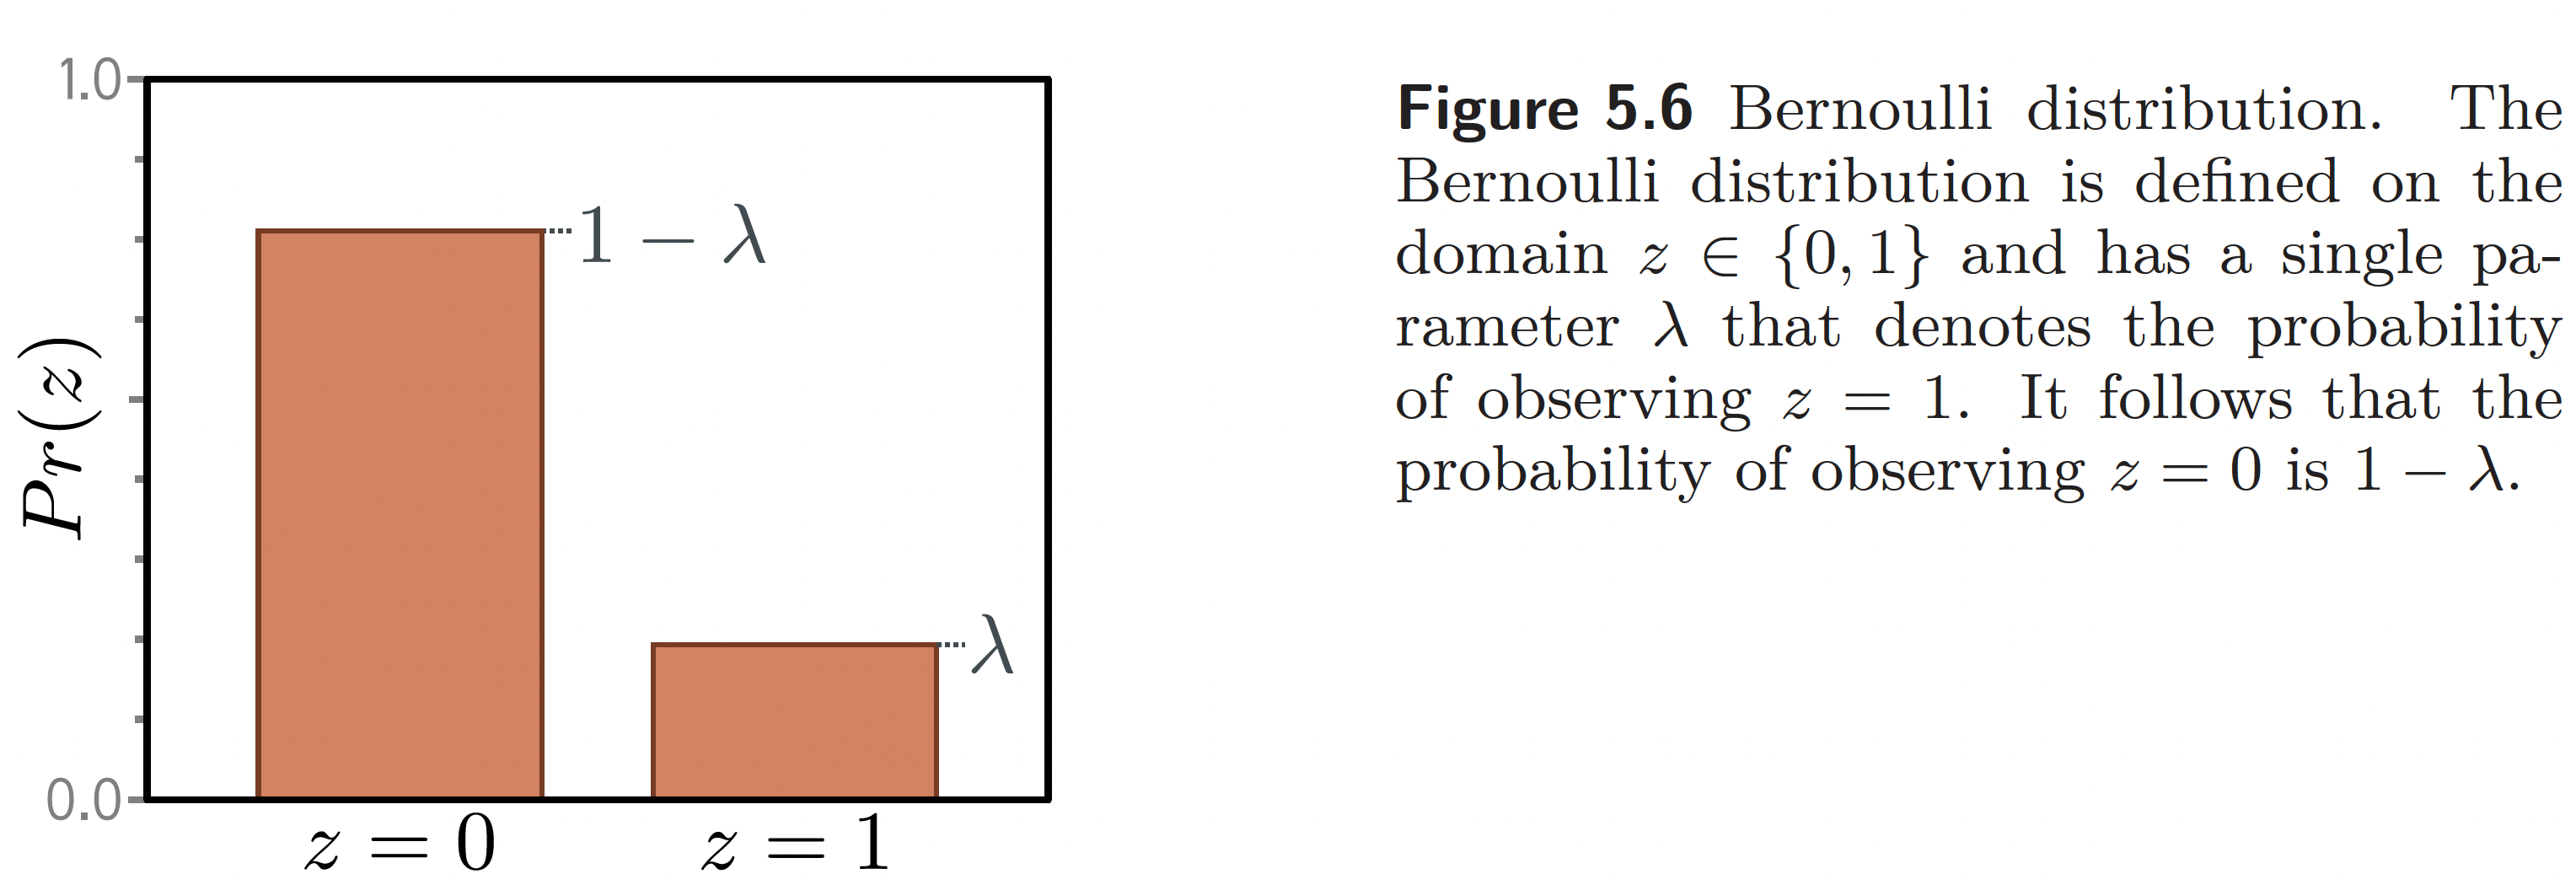 1.0
1 − λ
Pr(z)
λ
0.0
z = 0
z = 1
Figure 5.6 Bernoulli distribution. The
Bernoulli distribution is defined on the
domain z ∈ {0, 1} and has a single pa-
rameter λ that denotes the probability
of observing z = 1. It follows that the
probability of observing z = 0 is 1 − λ.